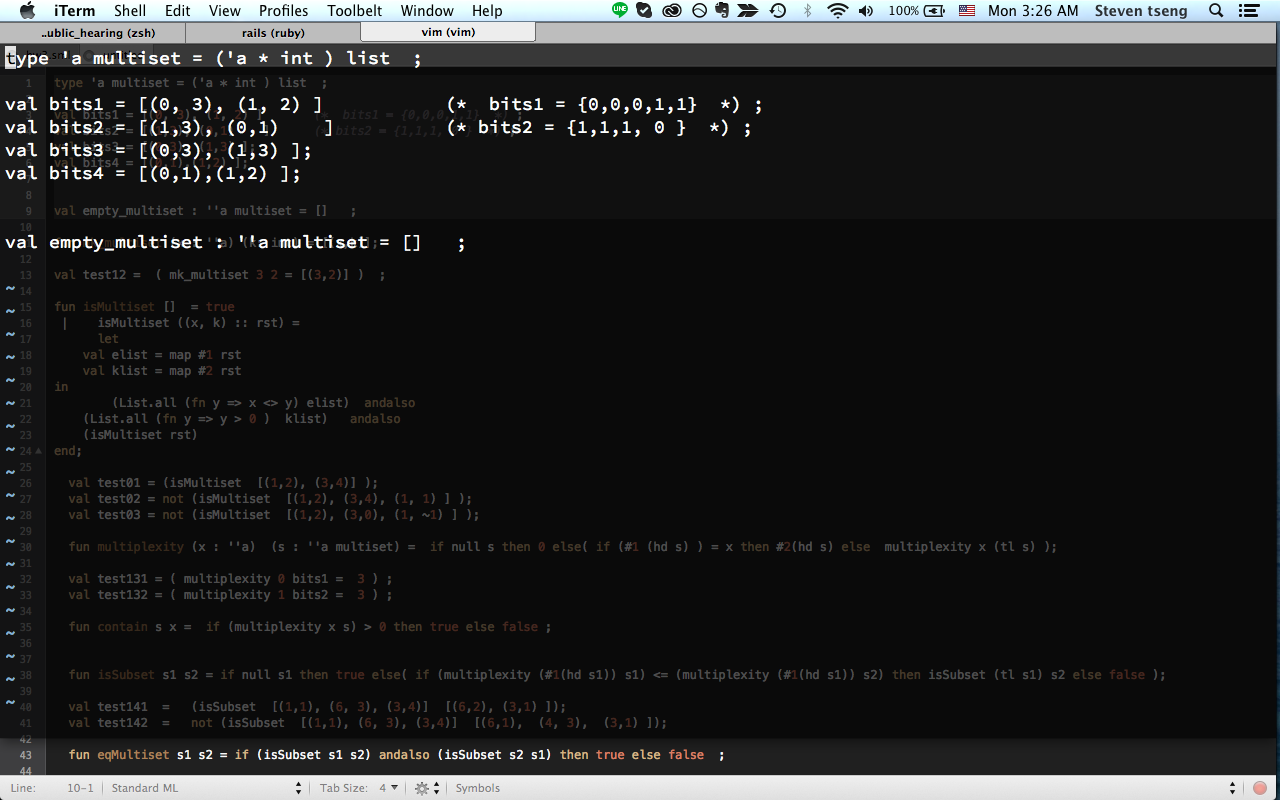 iTerm Shell Edit View Profiles Toolbelt Window Help 100% Mon 3:26 AM Steven tseng
..ublic_hearing (zsh) rails (ruby) vim (vim)
type 'a multiset = ('a * int ) list  ;
val bits1 = [(0, 3), (1, 2) ]           (*  bits1 = {0,0,0,1,1}  *) ;
val bits2 = [(1,3), (0,1)    ]          (* bits2 = {1,1,1, 0 }  *) ;
val bits3 = [(0,3), (1,3) ];
val bits4 = [(0,1),(1,2) ];
val empty_multiset : ''a multiset = []   ;
1 type 'a multiset = ('a * int ) list  ;
8
9 val empty_multiset : ''a multiset = []   ;
10
12
13 val test12 =  ( mk_multiset 3 2 = [(3,2)] )  ;
14
15 fun isMultiset []  = true
16  |    isMultiset ((x, k) :: rst) =
17       let
18     val elist = map #1 rst
19     val klist = map #2 rst
20 in
21         (List.all (fn y => x <> y) elist)  andalso
22     (List.all (fn y => y > 0 )  klist)   andalso
23     (isMultiset rst)
24 end;
25
26   val test01 = (isMultiset  [(1,2), (3,4)] );
27   val test02 = not (isMultiset  [(1,2), (3,4), (1, 1) ] );
28   val test03 = not (isMultiset  [(1,2), (3,0), (1, ~1) ] );
29
30   fun multiplexity (x : ''a)  (s : ''a multiset) =  if null s then 0 else( if (#1 (hd s) ) = x then #2(hd s) else  multiplexity x (tl s) );
31
32   val test131 = ( multiplexity 0 bits1 =  3 ) ;
33   val test132 = ( multiplexity 1 bits2 =  3 ) ;
34
35   fun contain s x =  if (multiplexity x s) > 0 then true else false ;
36
37
38   fun isSubset s1 s2 = if null s1 then true else( if (multiplexity (#1(hd s1)) s1) <= (multiplexity (#1(hd s1)) s2) then isSubset (tl s1) s2 else false );
39
40   val test141  =   (isSubset  [(1,1), (6, 3), (3,4)]  [(6,2), (3,1) ]);
41   val test142  =   not (isSubset  [(1,1), (6, 3), (3,4)]  [(6,1),  (4, 3),  (3,1) ]);
42
43   fun eqMultiset s1 s2 = if (isSubset s1 s2) andalso (isSubset s2 s1) then true else false  ;
44
Line: 10-1 Standard ML Tab Size: 4 Symbols